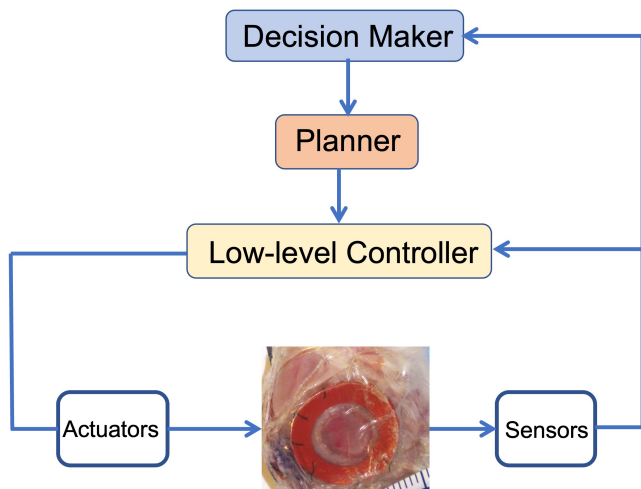 Decision Maker
Planner
Low-level Controller
Actuators
Sensors